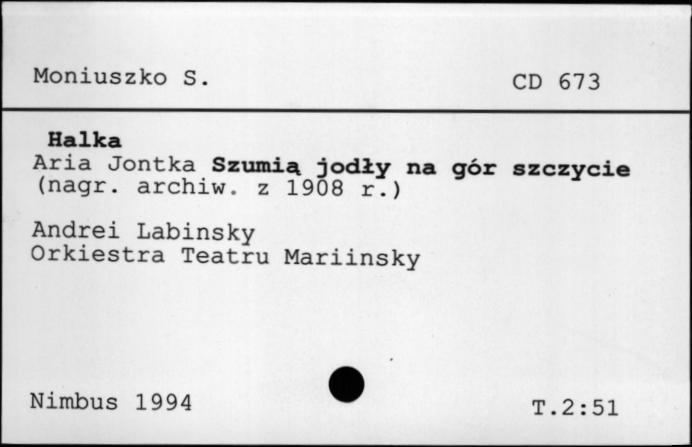 Moniuszko S.
CD 673
Halka
Aria Jontka Szumią jodły na gór szczycie
(nagr. archiw. z 1908 r.)
Andrei Labinsky
Orkiestra Teatru Mariinsky
Nimbus 1994
T.2:51